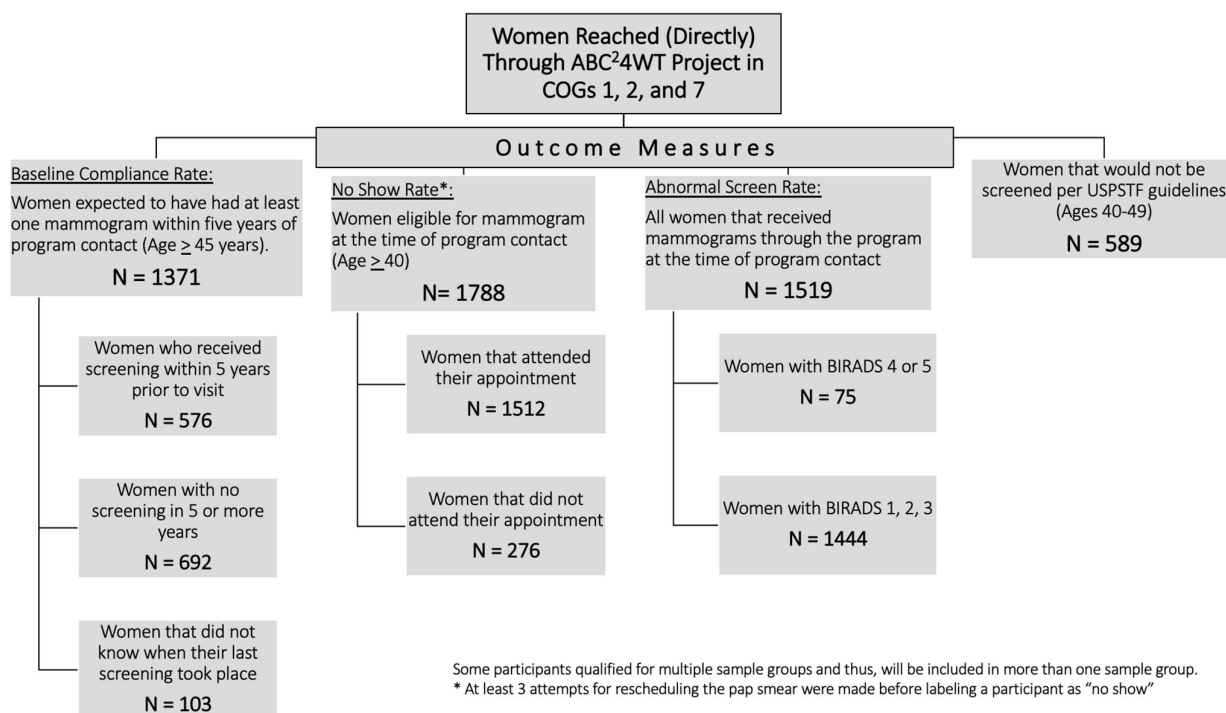 Women Reached (Directly)
Through ABC²4WT Project in
COGs 1, 2, and 7
Outcome Measures
Baseline Compliance Rate:
Women expected to have had at least
one mammogram within five years of
program contact (Age ≥ 45 years).
N = 1371
Women who received
screening within 5 years
prior to visit
N = 576
Women with no
screening in 5 or more
years
N = 692
Women that did not
know when their last
screening took place
N = 103
No Show Rate*:
Women eligible for mammogram
at the time of program contact
(Age ≥ 40)
N= 1788
Women that attended
their appointment
N = 1512
Women that did not
attend their appointment
N = 276
Abnormal Screen Rate:
All women that received
mammograms through the program
at the time of program contact
N = 1519
Women with BIRADS 4 or 5
N = 75
Women with BIRADS 1, 2, 3
N = 1444
Women that would not be
screened per USPSTF guidelines
(Ages 40-49)
N = 589
Some participants qualified for multiple sample groups and thus, will be included in more than one sample group.
* At least 3 attempts for rescheduling the pap smear were made before labeling a participant as “no show”